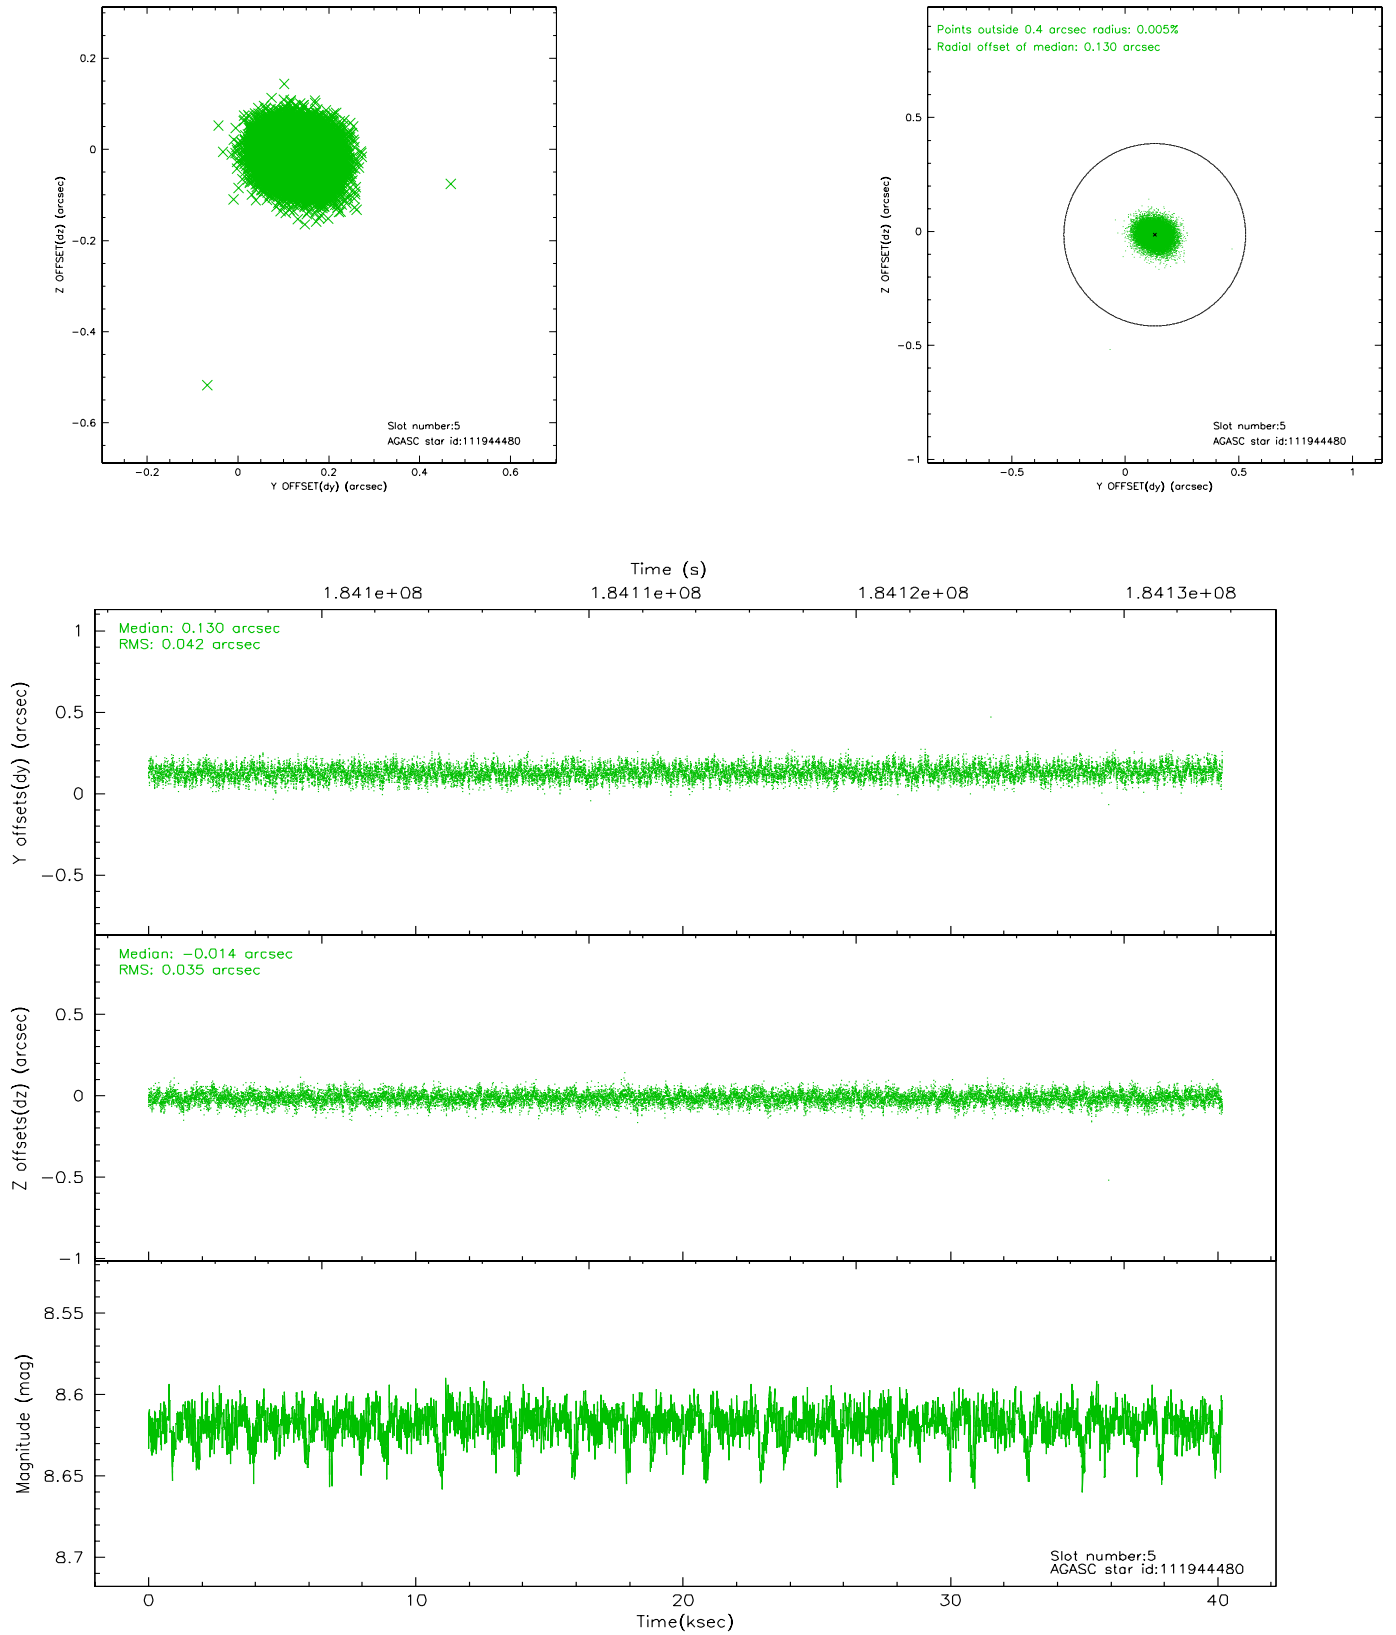 0.2
0
−0.2
−0.4
−0.6
Z OFFSET(dz) (arcsec)
Slot number:5
AGASC star id:111944480
−0.2 0 0.2 0.4 0.6
Y OFFSET(dy) (arcsec)
Points outside 0.4 arcsec radius: 0.005%
Radial offset of median: 0.130 arcsec
0.5
0
−0.5
−1
Z OFFSET(dz) (arcsec)
Slot number:5
AGASC star id:111944480
−0.5 0 0.5 1
Y OFFSET(dy) (arcsec)
Time (s)
1.841e+08 1.8411e+08 1.8412e+08 1.8413e+08
Median: 0.130 arcsec
RMS: 0.042 arcsec
1
0.5
0
−0.5
Y offsets(dy) (arcsec)
Median: −0.014 arcsec
RMS: 0.035 arcsec
0.5
0
−0.5
−1
Z offsets(dz) (arcsec)
8.55
8.6
8.65
8.7
Magnitude (mag)
Slot number:5
AGASC star id:111944480
0 10 20 30 40
Time(ksec)